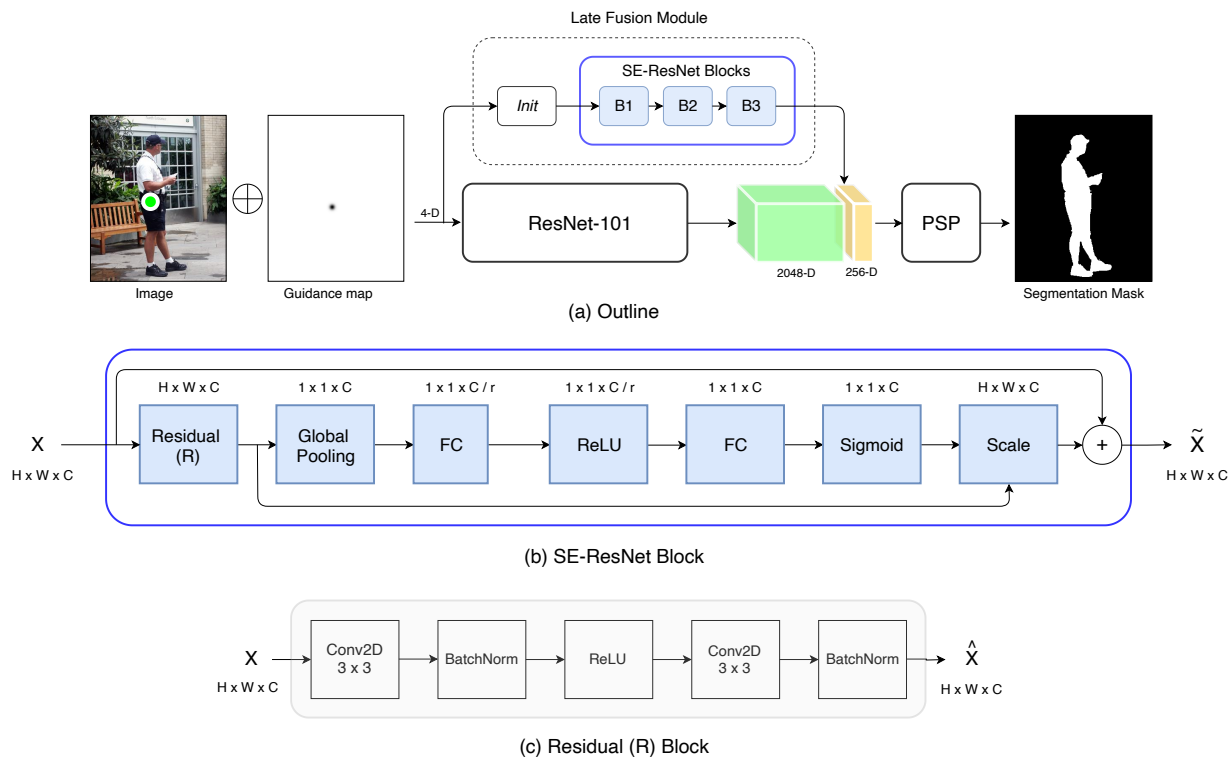 Late Fusion Module
SE-ResNet Blocks
Init
B1
B2
B3
4-D
ResNet-101
PSP
2048-D
256-D
Image
Guidance map
Segmentation Mask
(a) Outline
H x W x C
1 x 1 x C
1 x 1 x C / r
1 x 1 x C / r
1 x 1 x C
1 x 1 x C
H x W x C
X
H x W x C
Residual
(R)
Global
Pooling
FC
ReLU
FC
Sigmoid
Scale
+
X̃
H x W x C
(b) SE-ResNet Block
X
H x W x C
Conv2D
3 x 3
BatchNorm
ReLU
Conv2D
3 x 3
BatchNorm
X̂
H x W x C
(c) Residual (R) Block